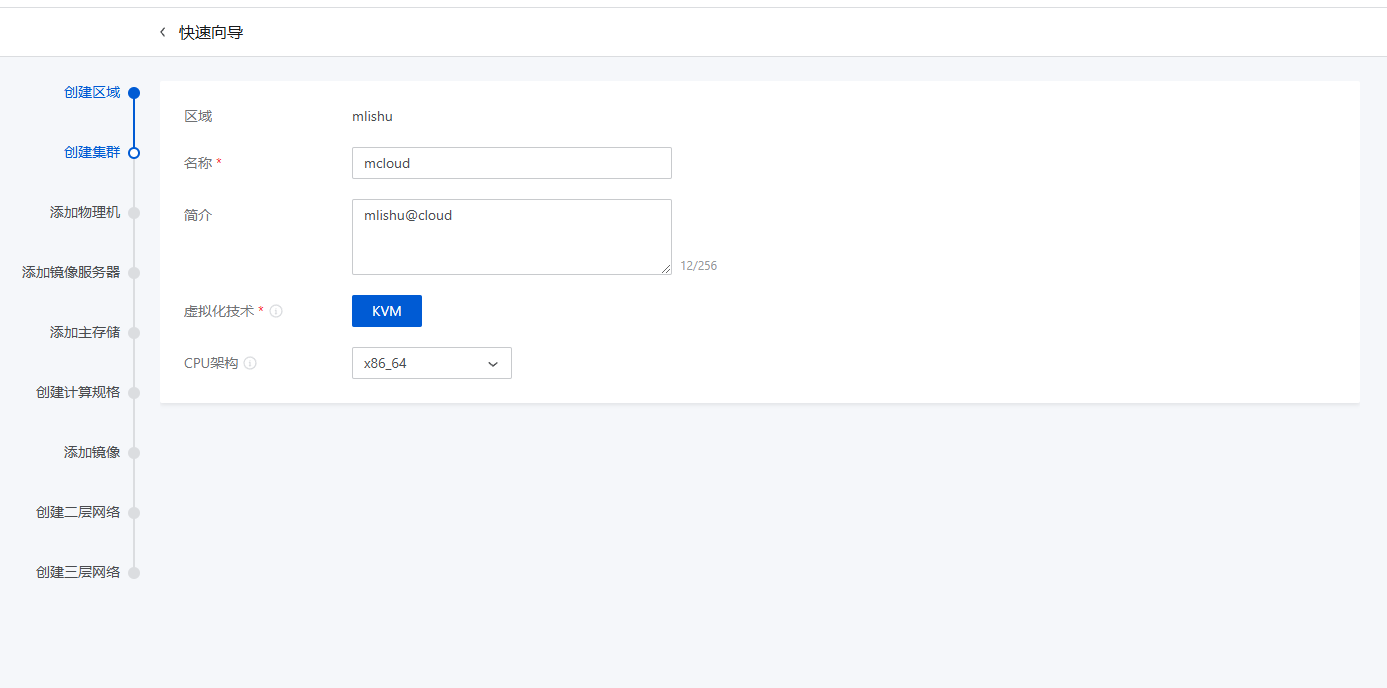 快速向导
创建区域
创建集群
添加物理机
添加镜像服务器
添加主存储
创建计算规格
添加镜像
创建二层网络
创建三层网络
区域 mlishu
名称 * mcloud
简介 mlishu@cloud
12/256
虚拟化技术 * KVM
CPU架构 x86_64